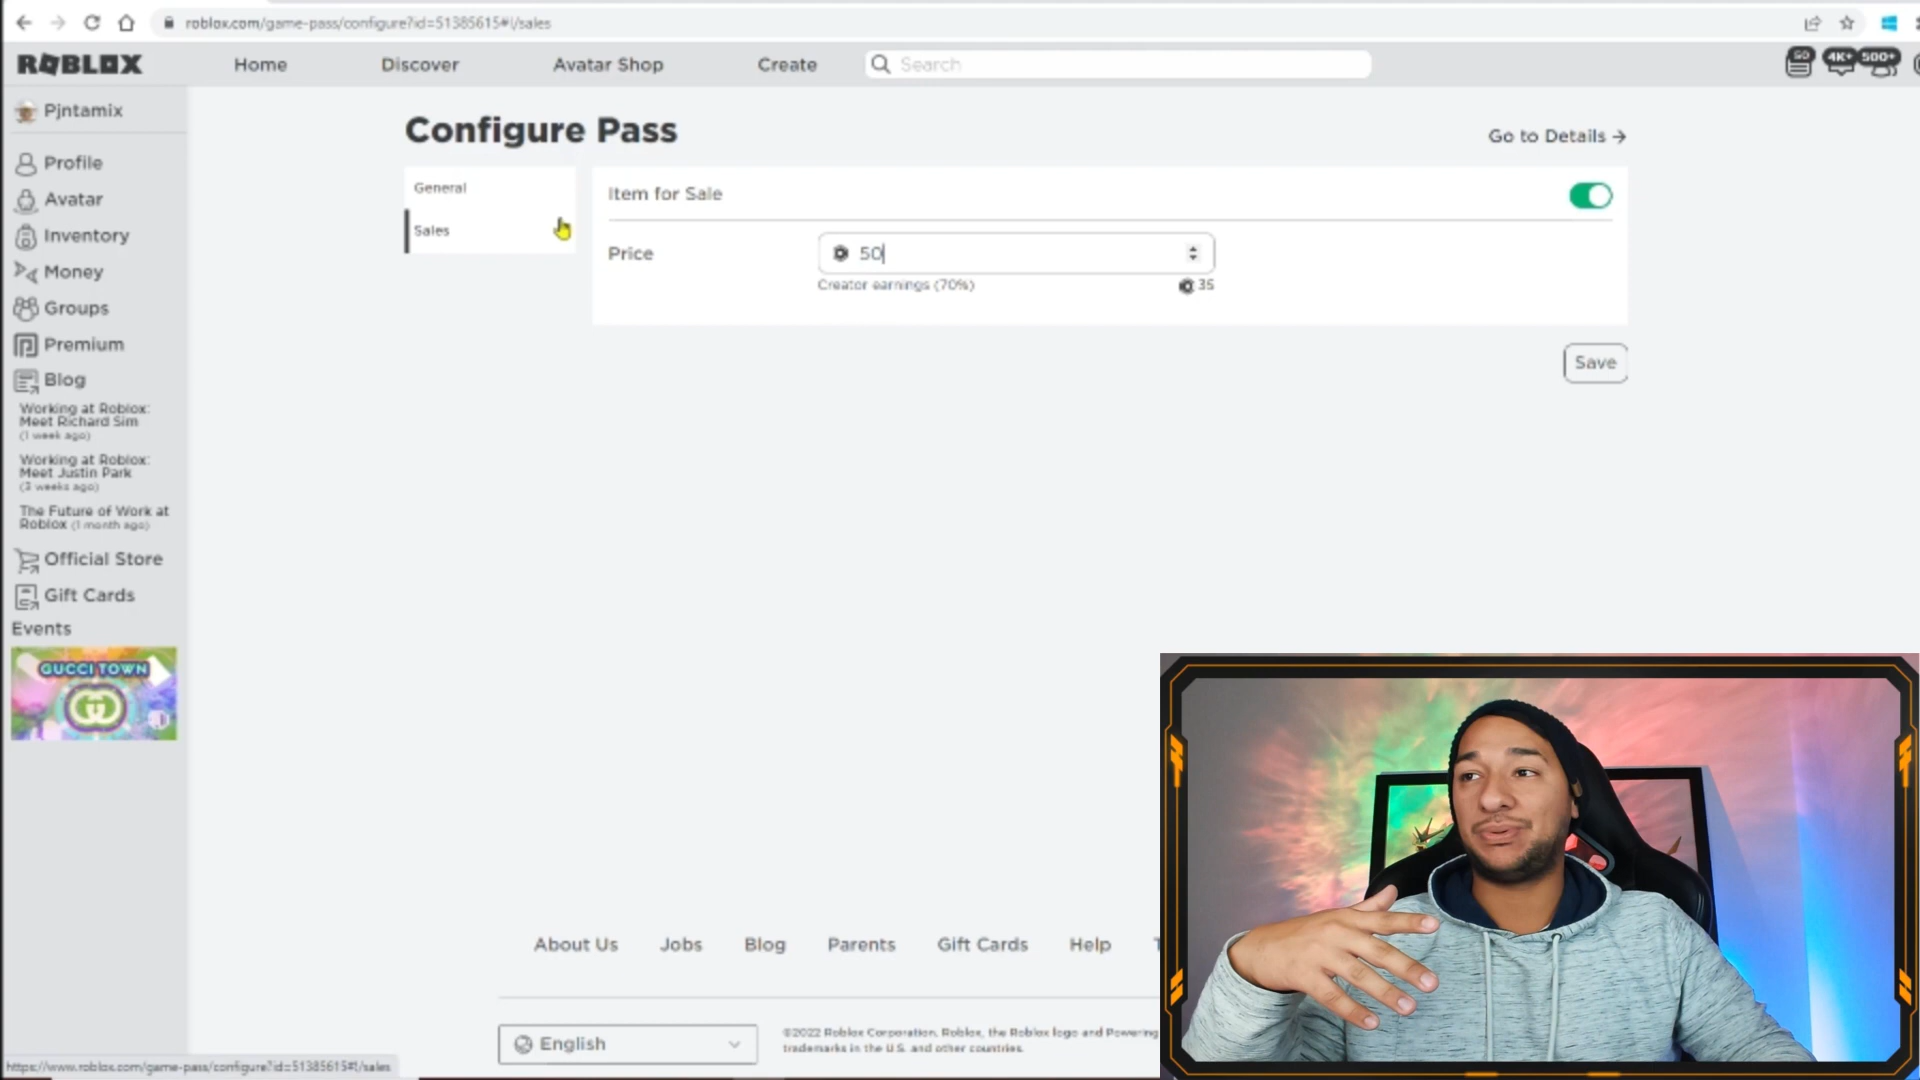 roblox.com/game-pass/configure?id=51385615#!/sales
ROBLOX
Home
Discover
Avatar Shop
Create
Search
50
4K+
500+
Pjntamix
Profile
Avatar
Inventory
Money
Groups
Premium
Blog
Working at Roblox:
Meet Richard Sim
(1 week ago)
Working at Roblox:
Meet Justin Park
(3 weeks ago)
The Future of Work at
Roblox (1 month ago)
Official Store
Gift Cards
Events
GUCCI TOWN
Configure Pass
Go to Details →
General
Sales
Item for Sale
Price
50
Creator earnings (70%)
35
Save
About Us
Jobs
Blog
Parents
Gift Cards
Help
English
©2022 Roblox Corporation. Roblox, the Roblox logo and Powering
trademarks in the U.S. and other countries.
https://www.roblox.com/game-pass/configure?id=51385615#!/sales